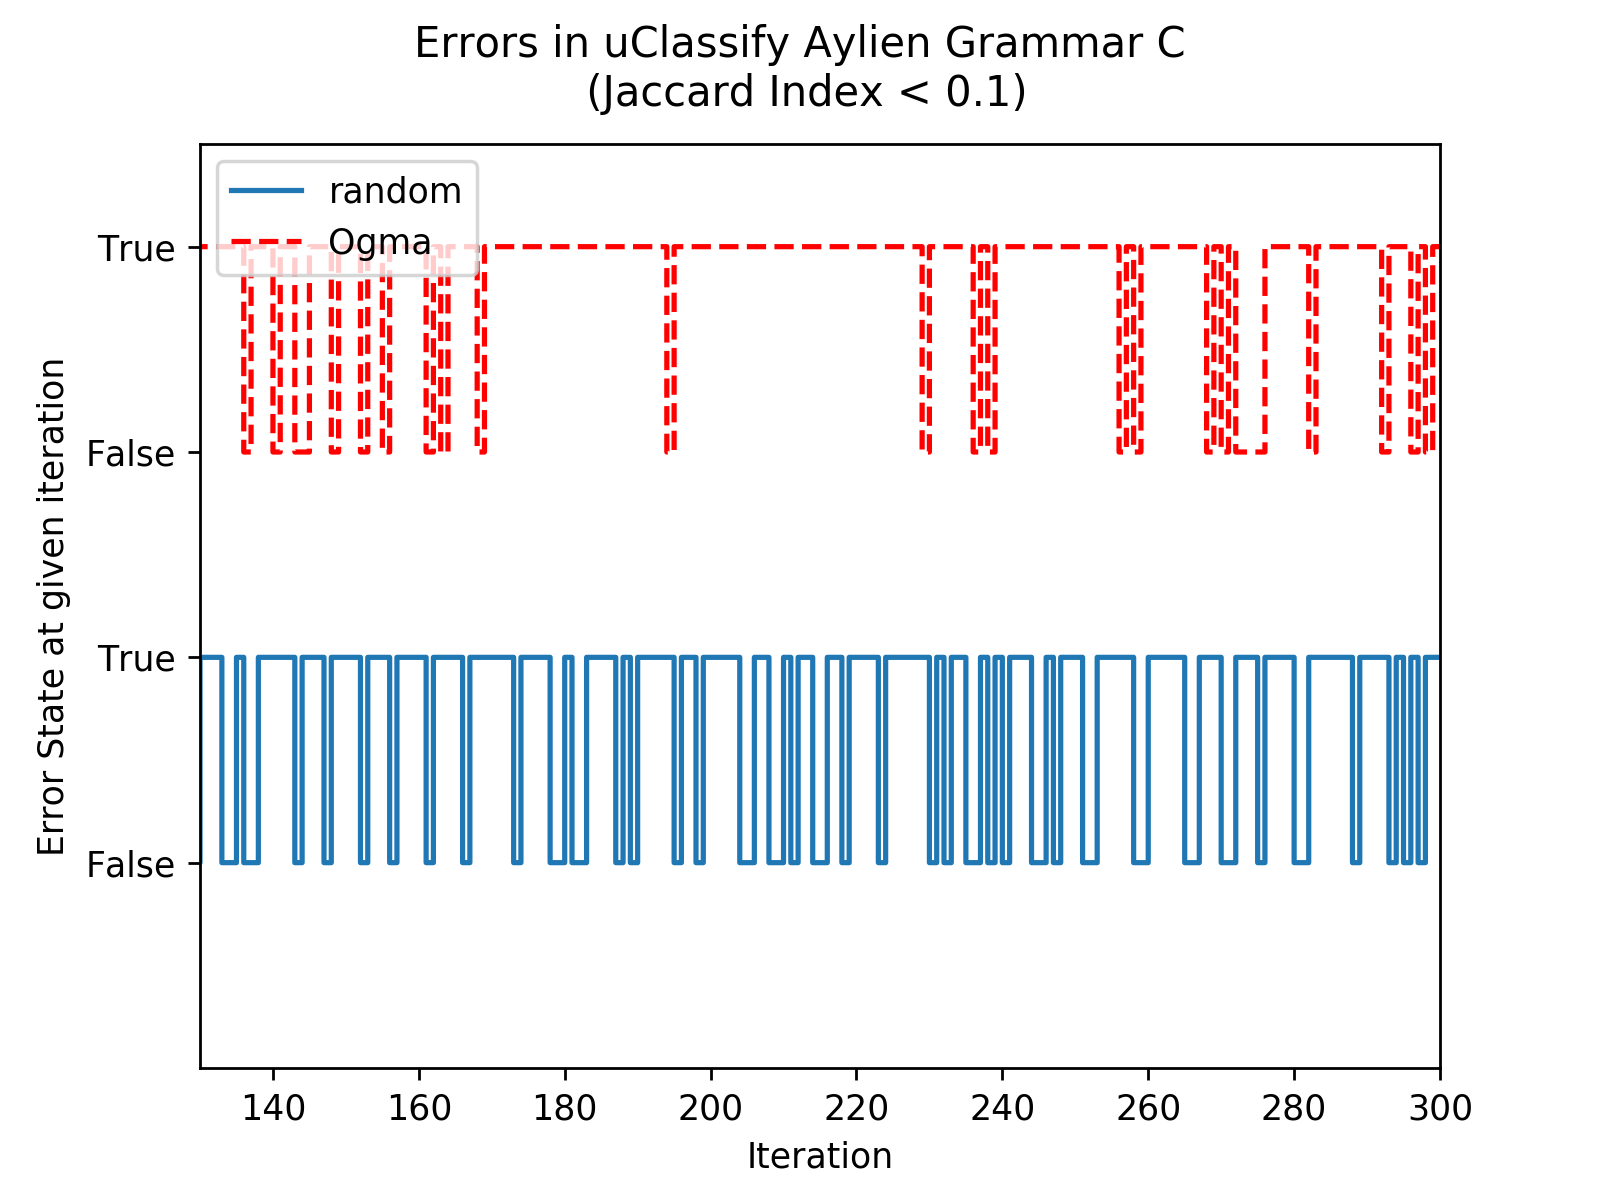 Errors in uClassify Aylien Grammar C
(Jaccard Index < 0.1)
random
Ogma
True
False
True
False
Error State at given iteration
140 160 180 200 220 240 260 280 300
Iteration